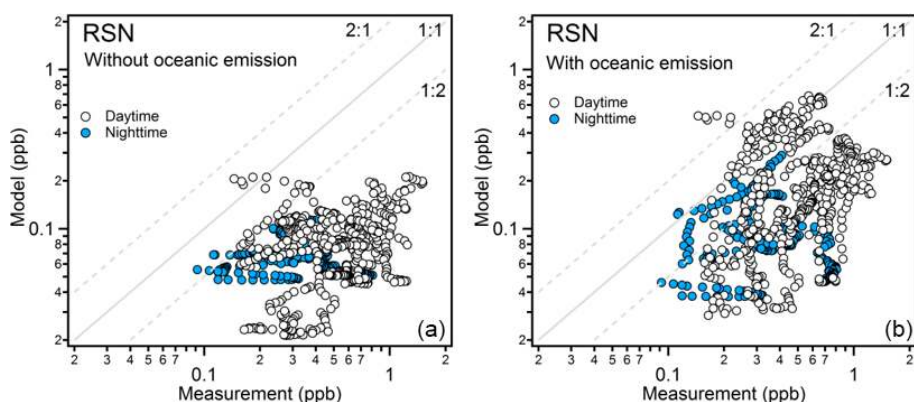 RSN
Without oceanic emission
2:1
1:1
1:2
Daytime
Nighttime
Model (ppb)
2
1
8
6
4
2
0.1
8
6
4
2
(a)
2 3 4 5 6 7 2 3 4 5 6 7 2
0.1 1
Measurement (ppb)
RSN
With oceanic emission
2:1
1:1
1:2
Daytime
Nighttime
Model (ppb)
2
1
8
6
4
2
0.1
8
6
4
2
(b)
2 3 4 5 6 7 2 3 4 5 6 7 2
0.1 1
Measurement (ppb)